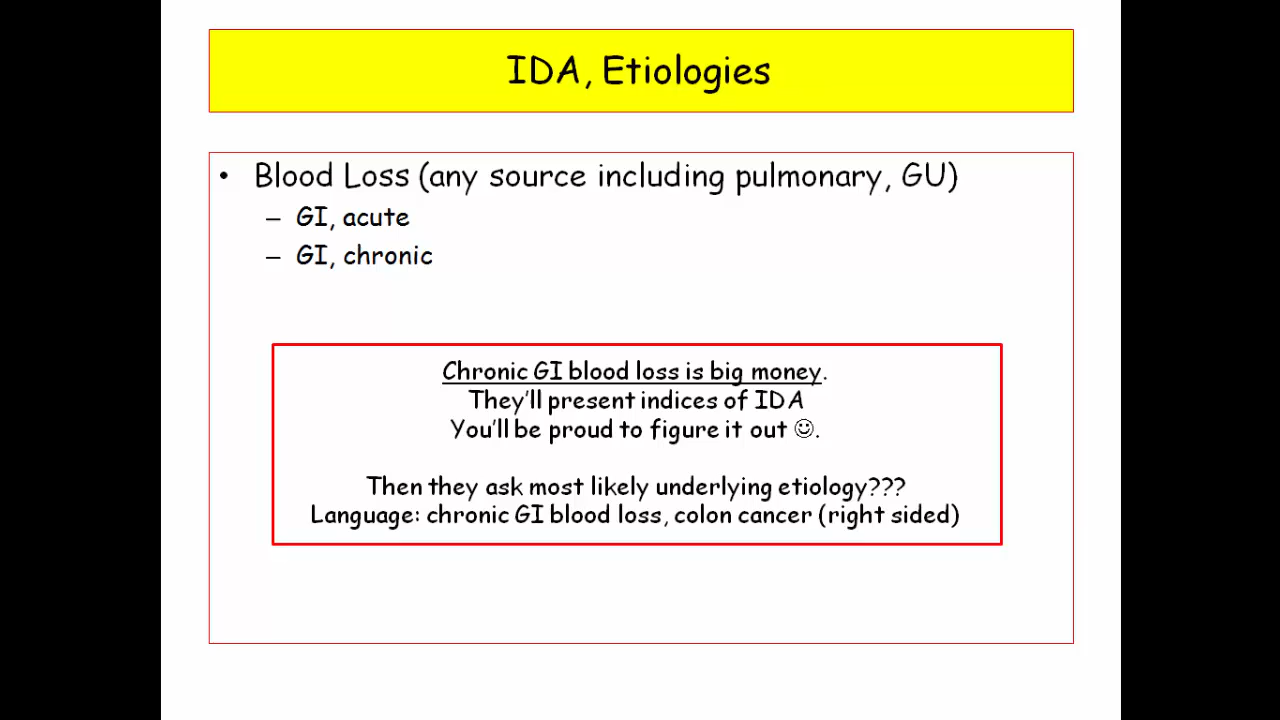 IDA, Etiologies
• Blood Loss (any source including pulmonary, GU)
– GI, acute
– GI, chronic
Chronic GI blood loss is big money.
They'll present indices of IDA
You'll be proud to figure it out ☺.
Then they ask most likely underlying etiology???
Language: chronic GI blood loss, colon cancer (right sided)